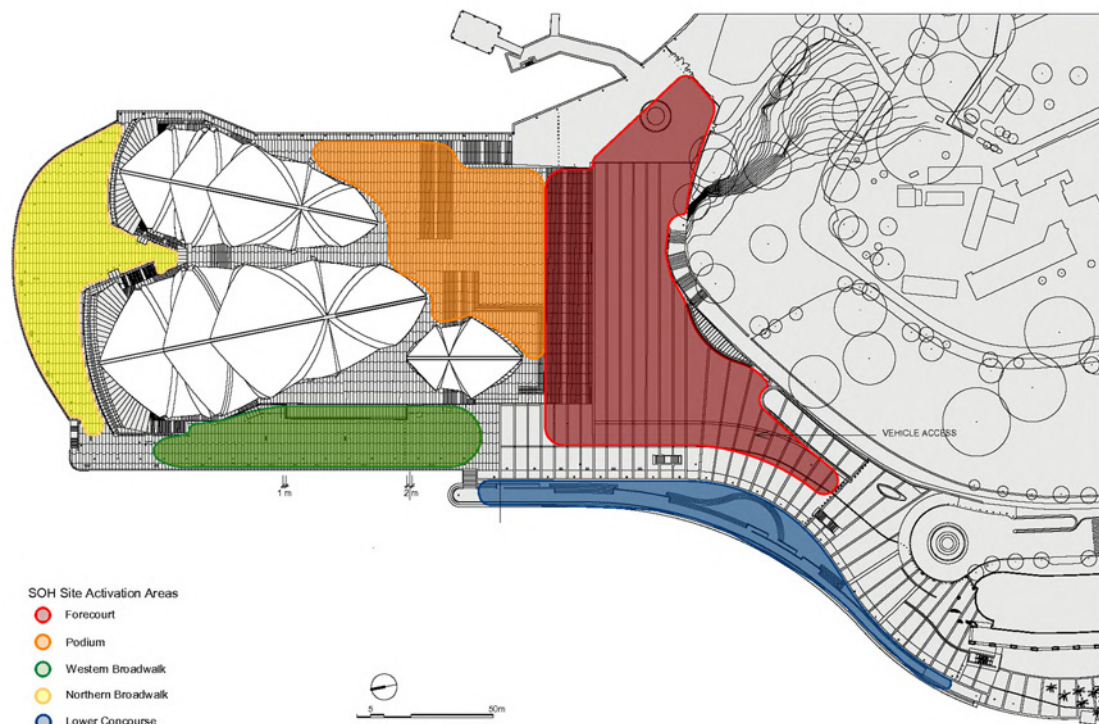 VEHICLE ACCESS
1 m
2 m
SOH Site Activation Areas
Forecourt
Podium
Western Broadwalk
Northern Broadwalk
Lower Concourse
5 50m